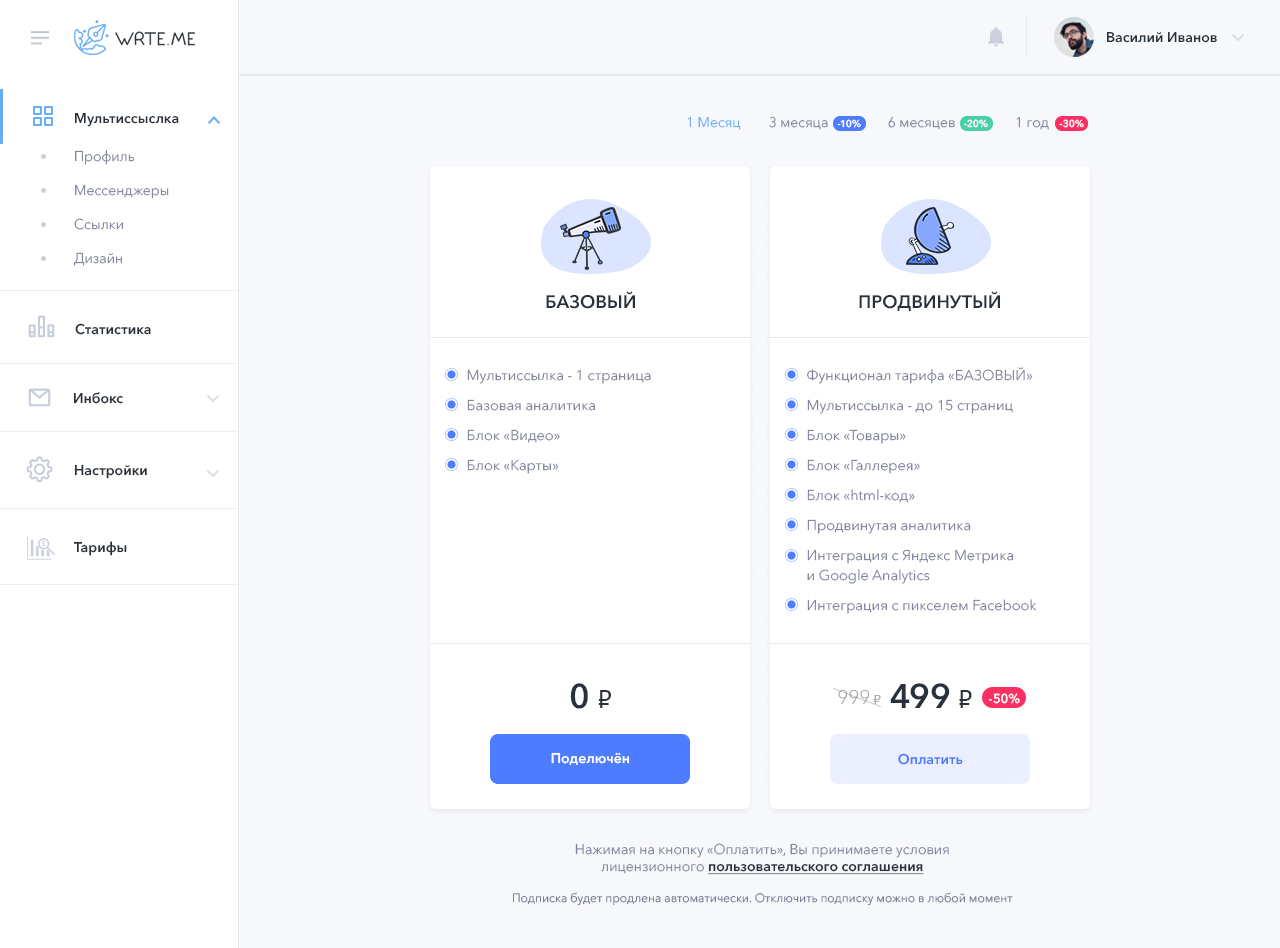 WRTE.ME
Василий Иванов
Мультиссыслка
Профиль
Мессенджеры
Ссылки
Дизайн
Статистика
Инбокс
Настройки
Тарифы
1 Месяц
3 месяца -10%
6 месяцев -20%
1 год -30%
БАЗОВЫЙ
Мультиссылка - 1 страница
Базовая аналитика
Блок «Видео»
Блок «Карты»
0 ₽
Поделючён
ПРОДВИНУТЫЙ
Функционал тарифа «БАЗОВЫЙ»
Мультиссылка - до 15 страниц
Блок «Товары»
Блок «Галлерея»
Блок «html-код»
Продвинутая аналитика
Интеграция с Яндекс Метрика
и Google Analytics
Интеграция с пикселем Facebook
999 ₽ 499 ₽ -50%
Оплатить
Нажимая на кнопку «Оплатить», Вы принимаете условия
лицензионного пользовательского соглашения
Подписка будет продлена автоматически. Отключить подписку можно в любой момент